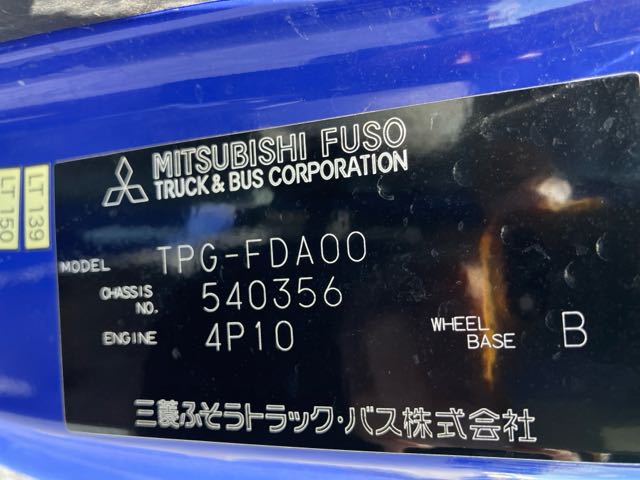 MITSUBISHI FUSO
TRUCK & BUS CORPORATION
LT 139
LT 150
MODEL TPG-FDA00
CHASSIS NO. 540356
ENGINE 4P10
WHEEL BASE B
三菱ふそうトラック・バス株式会社